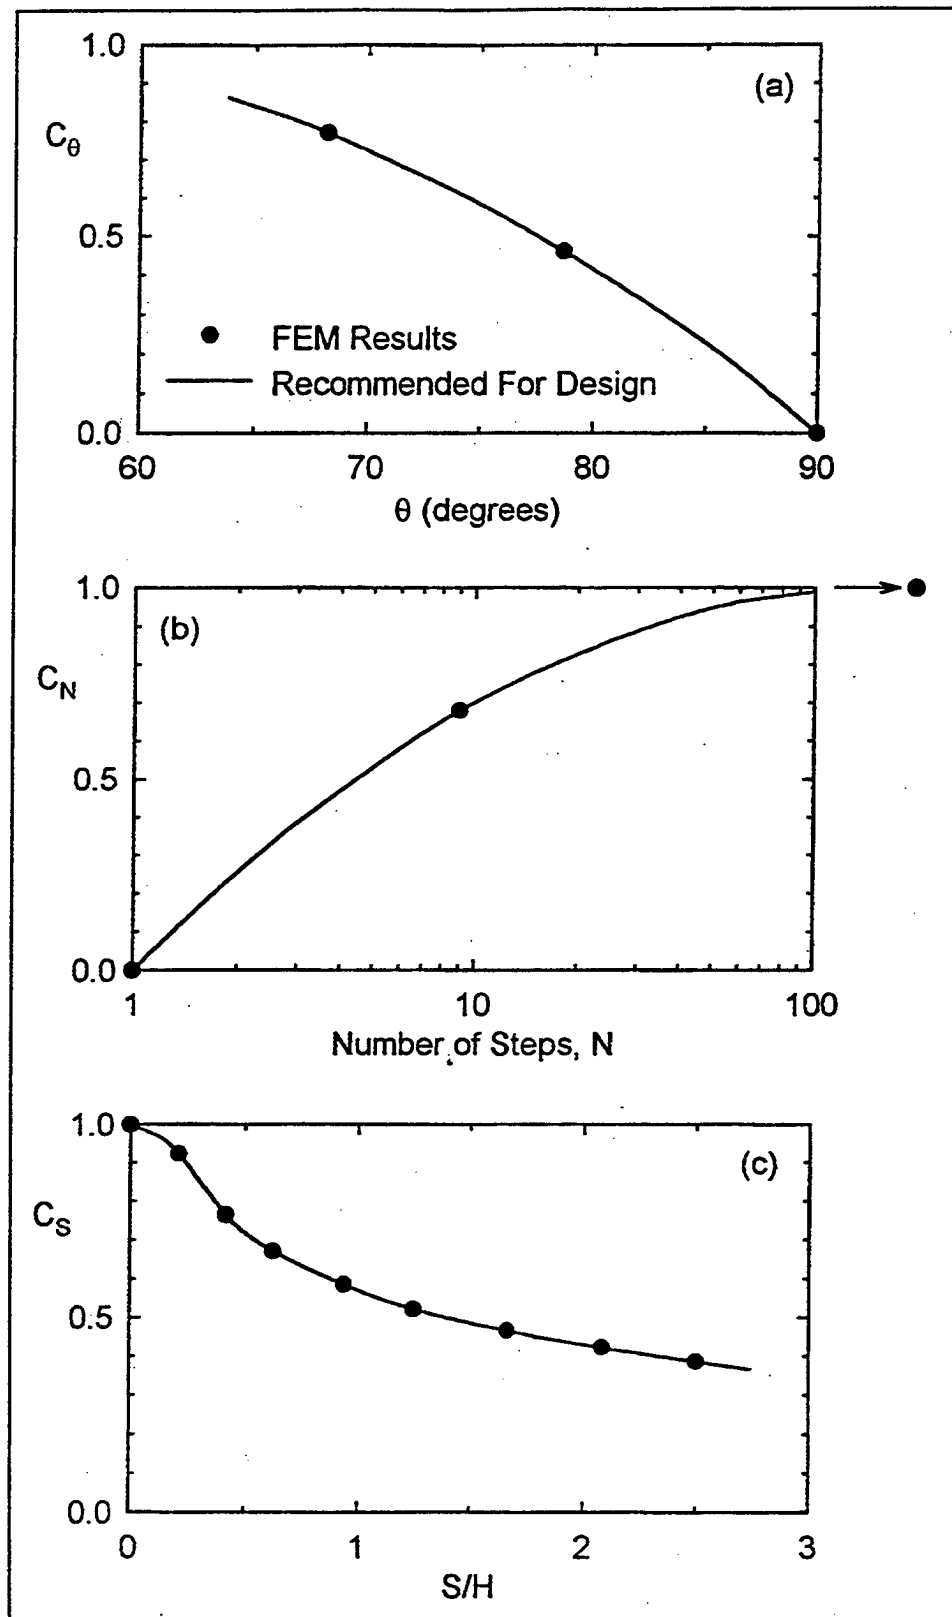 1.0
(a)
Cθ
0.5
FEM Results
Recommended For Design
0.0
60 70 80 90
θ (degrees)
1.0
(b)
CN
0.5
0.0
1 10 100
Number of Steps, N
1.0
(c)
CS
0.5
0.0
0 1 2 3
S/H